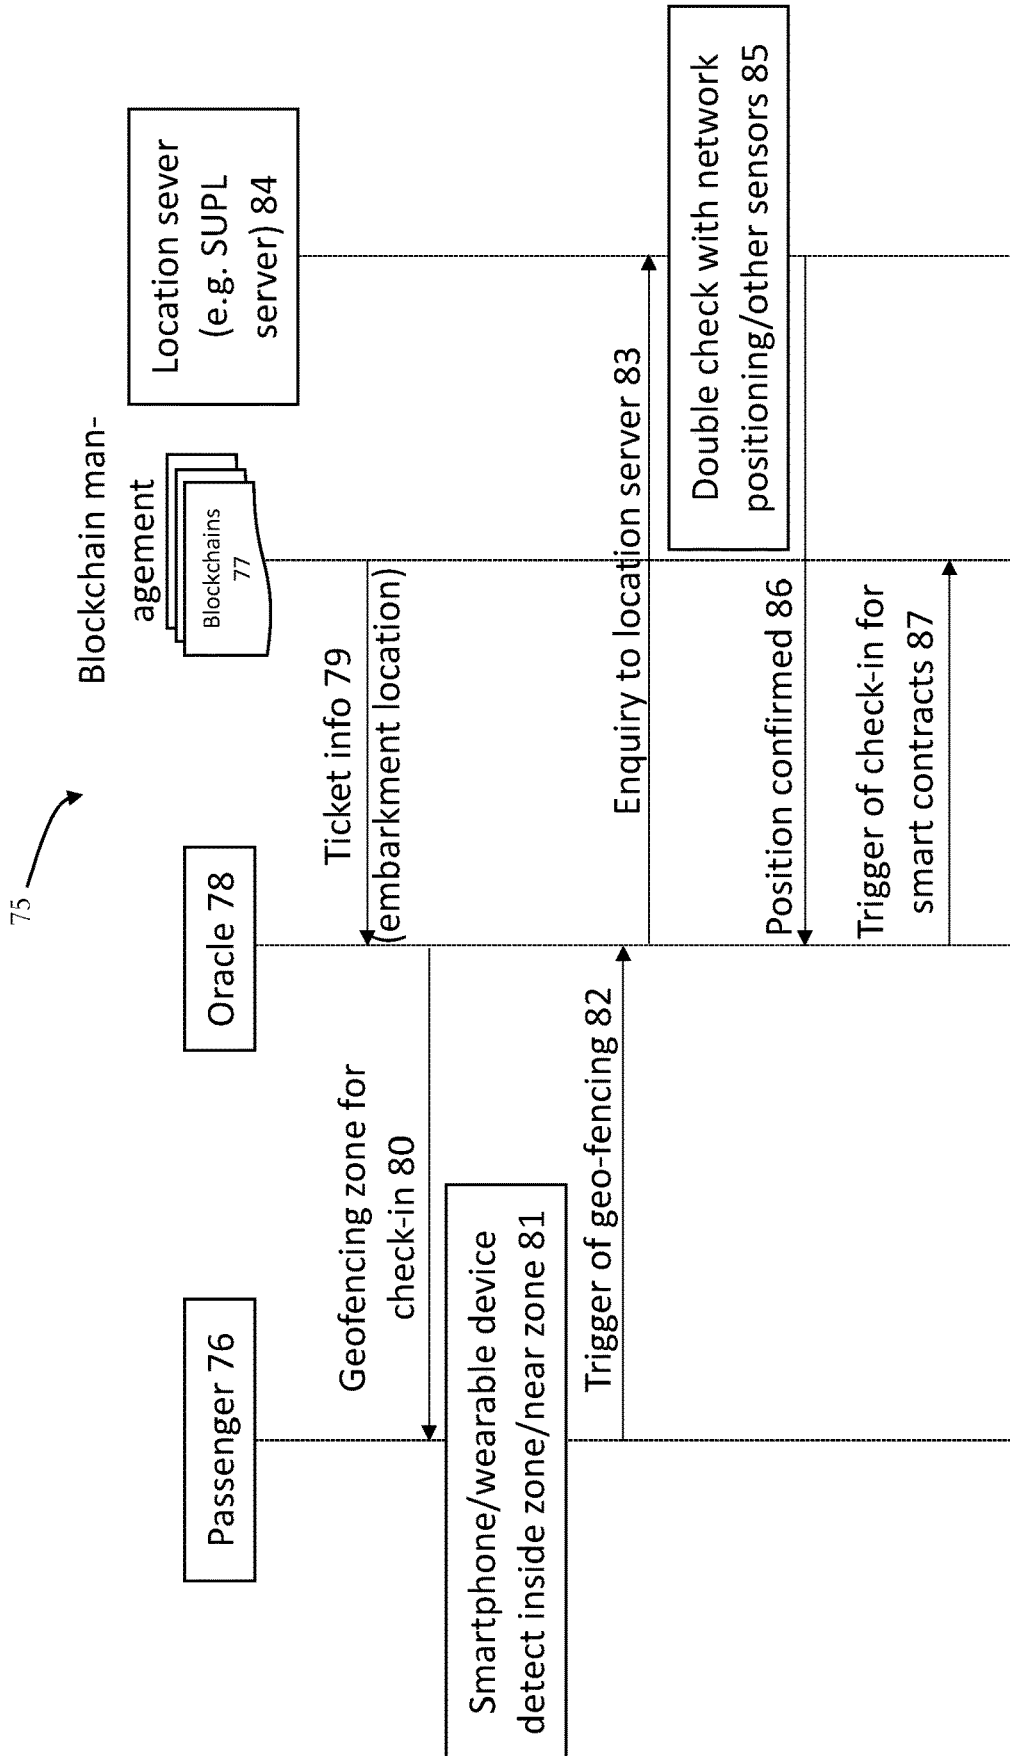 75
Passenger 76
Oracle 78
Blockchain man-
agement
Blockchains
77
Location sever
(e.g. SUPL
server) 84
Ticket info 79
(embarkment location)
Geofencing zone for
check-in 80
Smartphone/wearable device
detect inside zone/near zone 81
Trigger of geo-fencing 82
Enquiry to location server 83
Double check with network
positioning/other sensors 85
Position confirmed 86
Trigger of check-in for
smart contracts 87